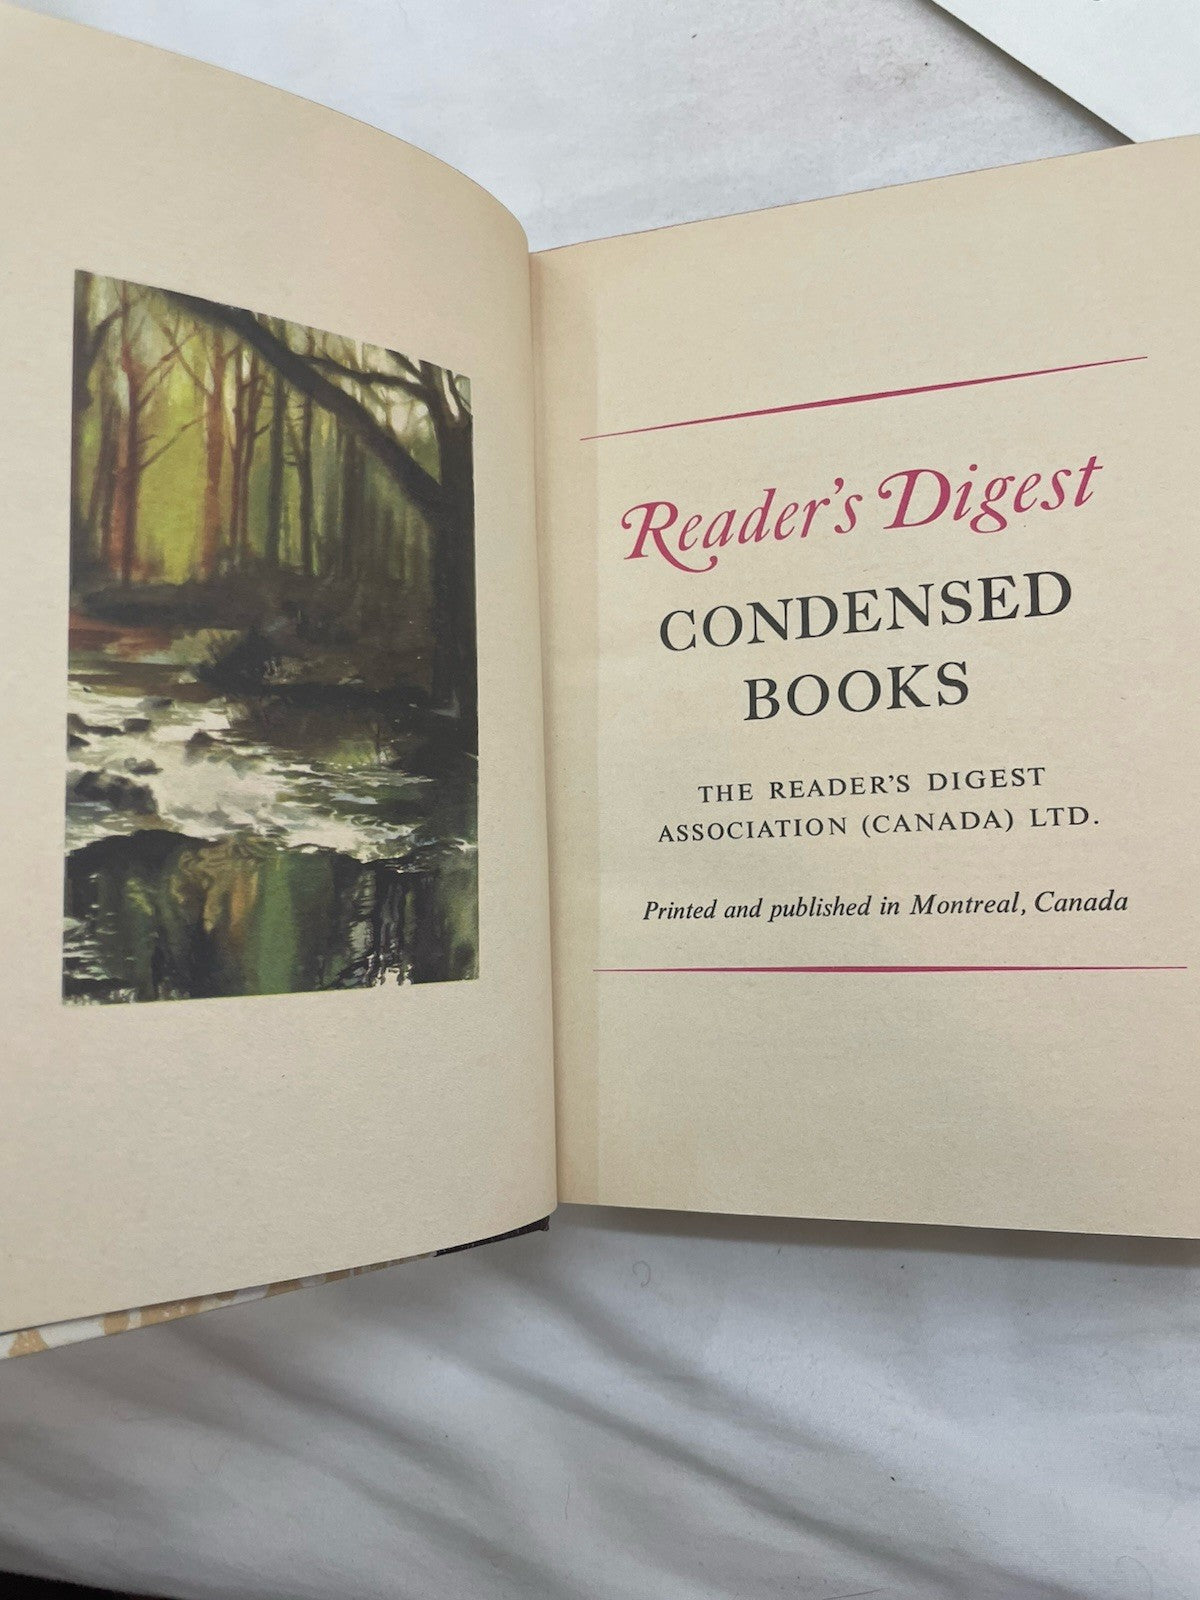 Reader's Digest
CONDENSED
BOOKS
THE READER'S DIGEST
ASSOCIATION (CANADA) LTD.
Printed and published in Montreal, Canada